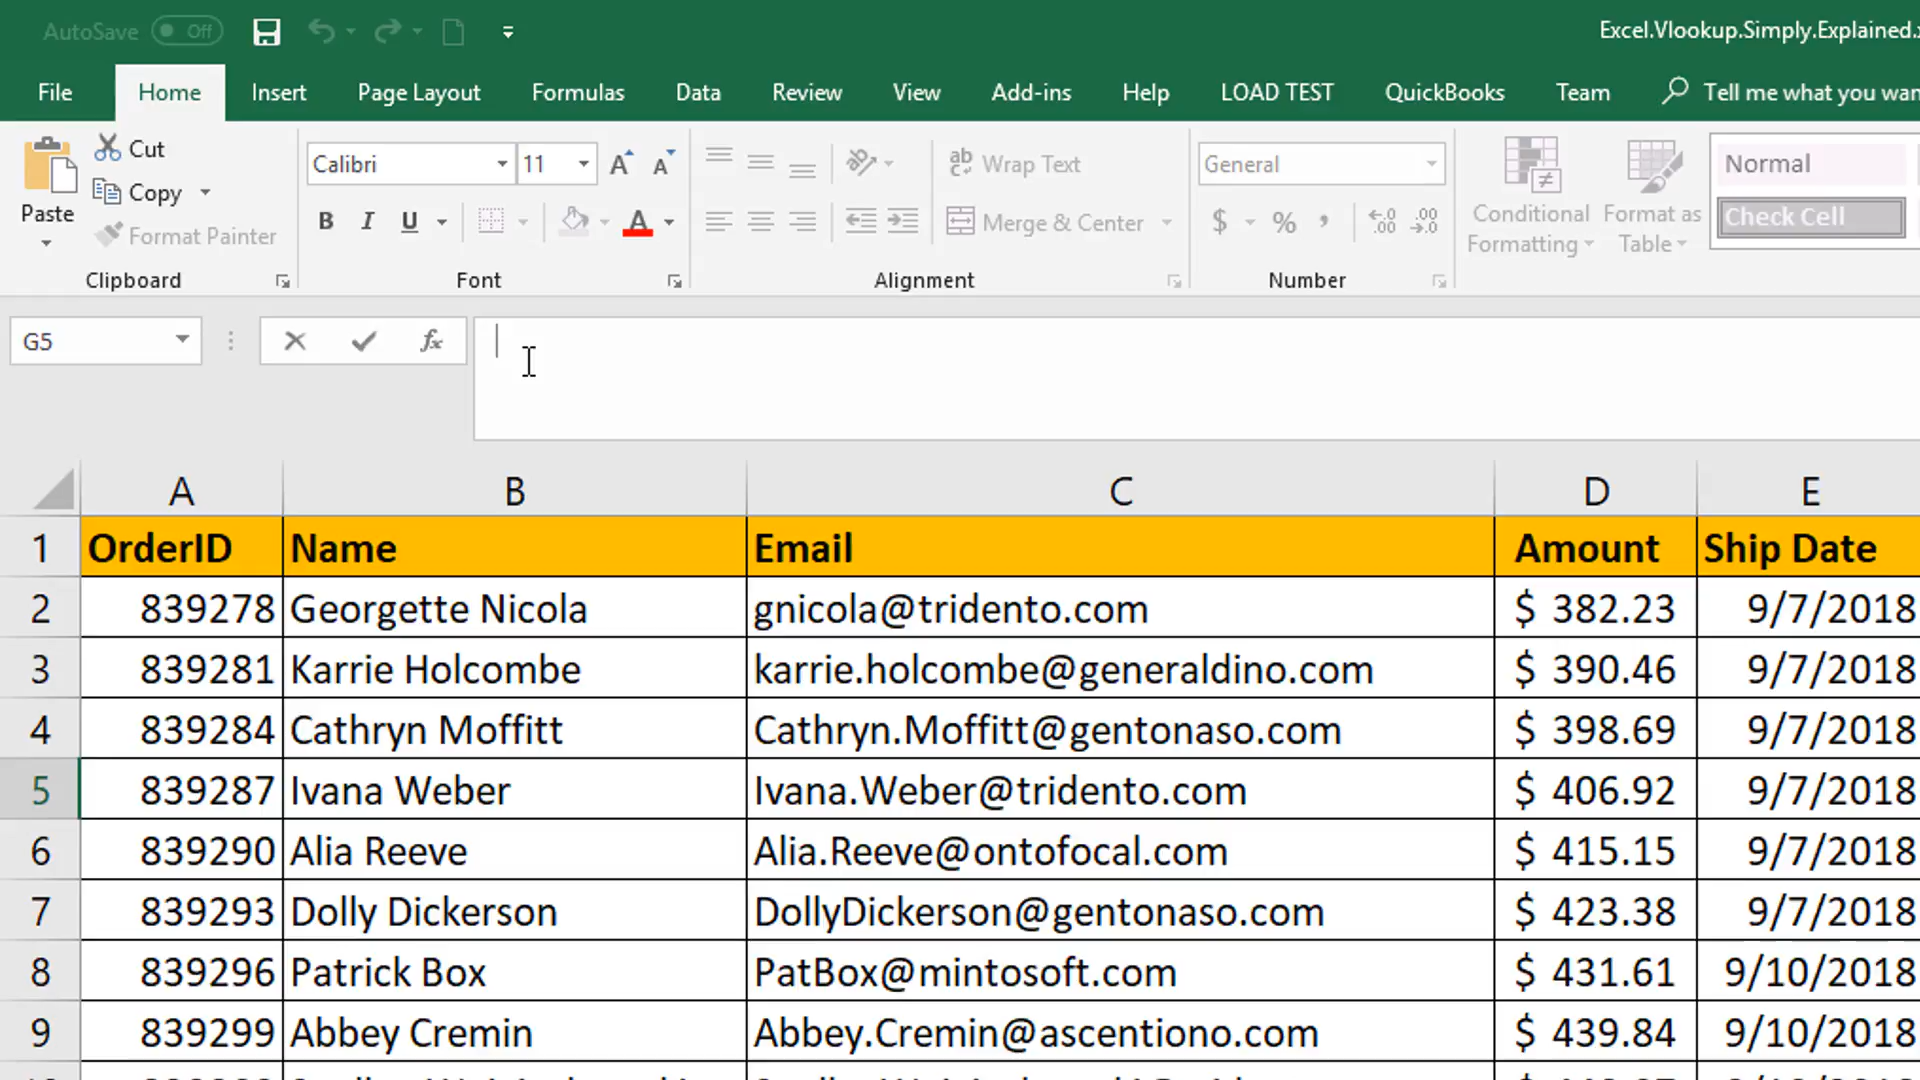 AutoSave Off
Excel.Vlookup.Simply.Explained.
File Home Insert Page Layout Formulas Data Review View Add-ins Help LOAD TEST QuickBooks Team Tell me what you wan
Paste
Cut
Copy
Format Painter
Clipboard
Calibri 11
B I U A
Font
Wrap Text
Merge & Center
Alignment
General
$ % ,
Number
Conditional Formatting
Format as Table
Normal
Check Cell
G5 fx
A B C D E
1 OrderID Name Email Amount Ship Date
2 839278 Georgette Nicola gnicola@tridento.com $ 382.23 9/7/2018
3 839281 Karrie Holcombe karrie.holcombe@generaldino.com $ 390.46 9/7/2018
4 839284 Cathryn Moffitt Cathryn.Moffitt@gentonaso.com $ 398.69 9/7/2018
5 839287 Ivana Weber Ivana.Weber@tridento.com $ 406.92 9/7/2018
6 839290 Alia Reeve Alia.Reeve@ontofocal.com $ 415.15 9/7/2018
7 839293 Dolly Dickerson DollyDickerson@gentonaso.com $ 423.38 9/7/2018
8 839296 Patrick Box PatBox@mintosoft.com $ 431.61 9/10/2018
9 839299 Abbey Cremin Abbey.Cremin@ascentiono.com $ 439.84 9/10/2018